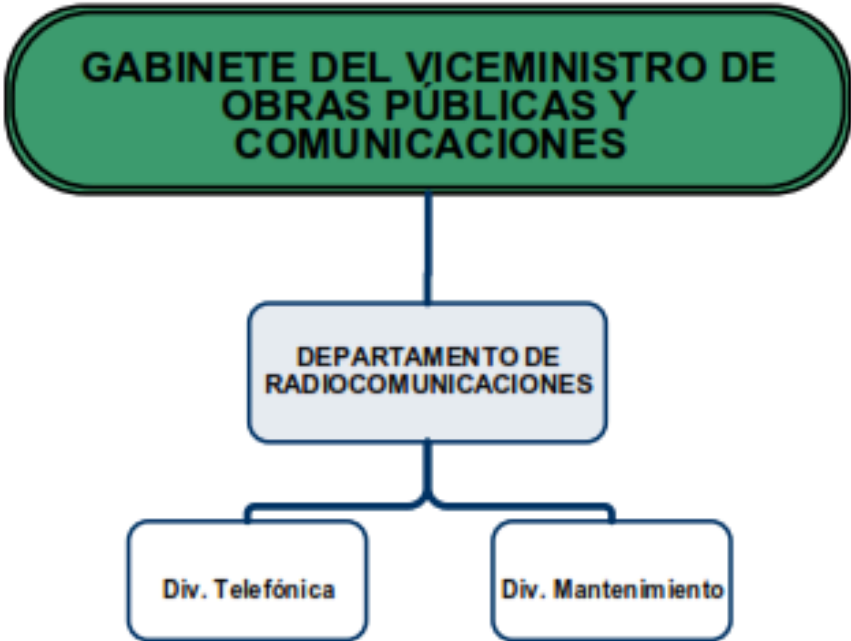 GABINETE DEL VICEMINISTRO DE
OBRAS PÚBLICAS Y
COMUNICACIONES
DEPARTAMENTO DE
RADIOCOMUNICACIONES
Div. Telefónica
Div. Mantenimiento